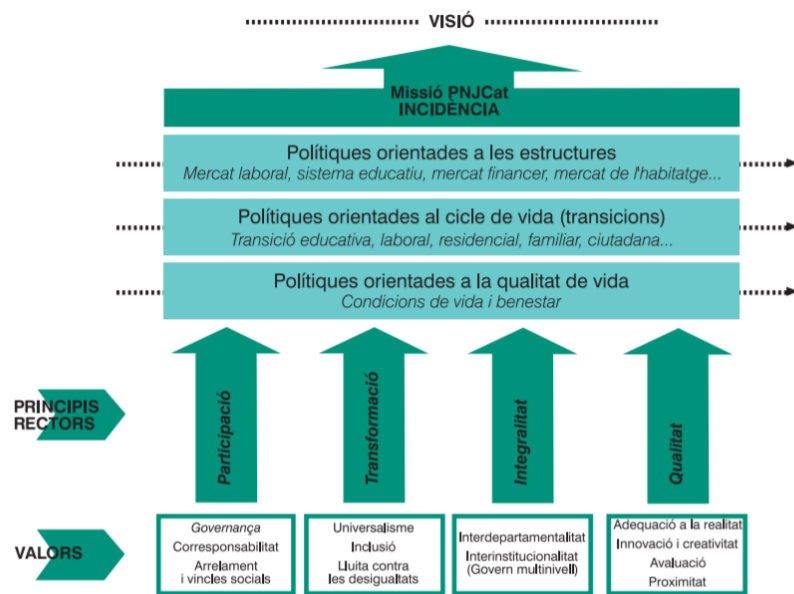 VISIÓ
Missió PNJCat
INCIDÈNCIA
Polítiques orientades a les estructures
Mercat laboral, sistema educatiu, mercat financer, mercat de l'habitatge...
Polítiques orientades al cicle de vida (transicions)
Transició educativa, laboral, residencial, familiar, ciutadana...
Polítiques orientades a la qualitat de vida
Condicions de vida i benestar
PRINCIPIS
RECTORS
Participació
Transformació
Integralitat
Qualitat
VALORS
Governança
Corresponsabilitat
Arrelament
i vincles socials
Universalisme
Inclusió
Lluita contra
les desigualtats
Interdepartamentalitat
Interinstitucionalitat
(Govern multinivell)
Adequació a la realitat
Innovació i creativitat
Avaluació
Proximitat